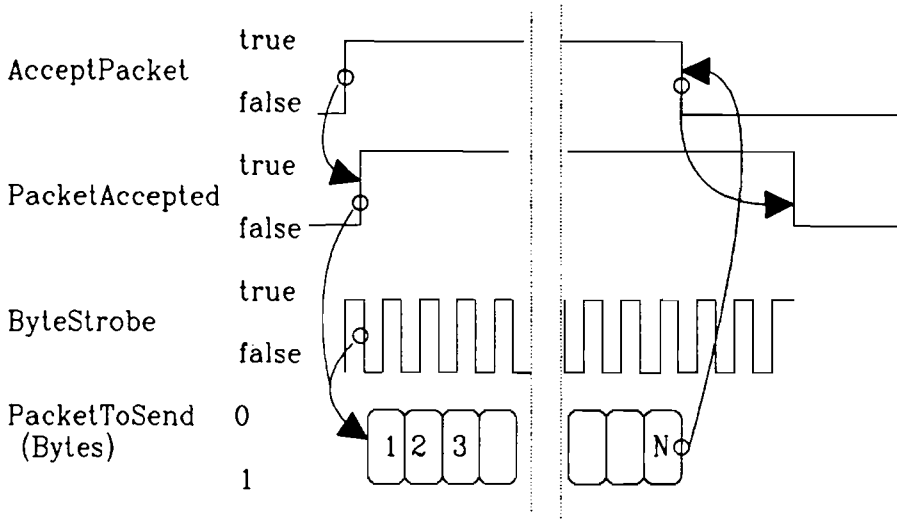 true
AcceptPacket
false
true
PacketAccepted
false
true
ByteStrobe
false
PacketToSend 0
(Bytes)
1 2 3 N
1